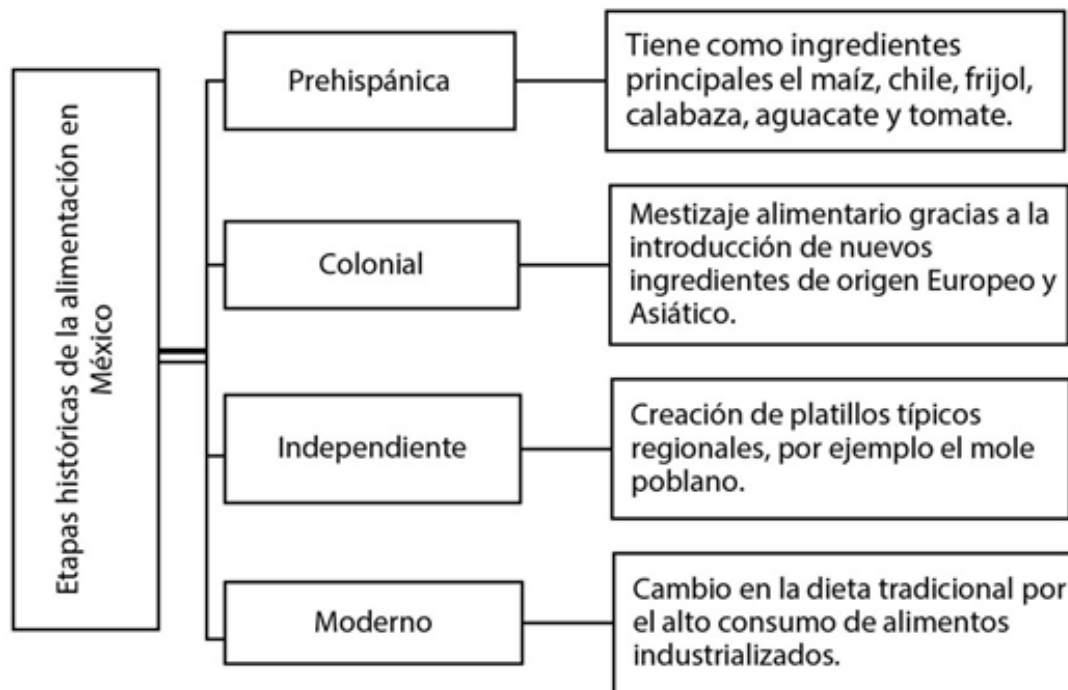 Etapas históricas de la alimentación en
México
Prehispánica
Tiene como ingredientes
principales el maíz, chile, frijol,
calabaza, aguacate y tomate.
Colonial
Mestizaje alimentario gracias a la
introducción de nuevos
ingredientes de origen Europeo y
Asiático.
Independiente
Creación de platillos típicos
regionales, por ejemplo el mole
poblano.
Moderno
Cambio en la dieta tradicional por
el alto consumo de alimentos
industrializados.